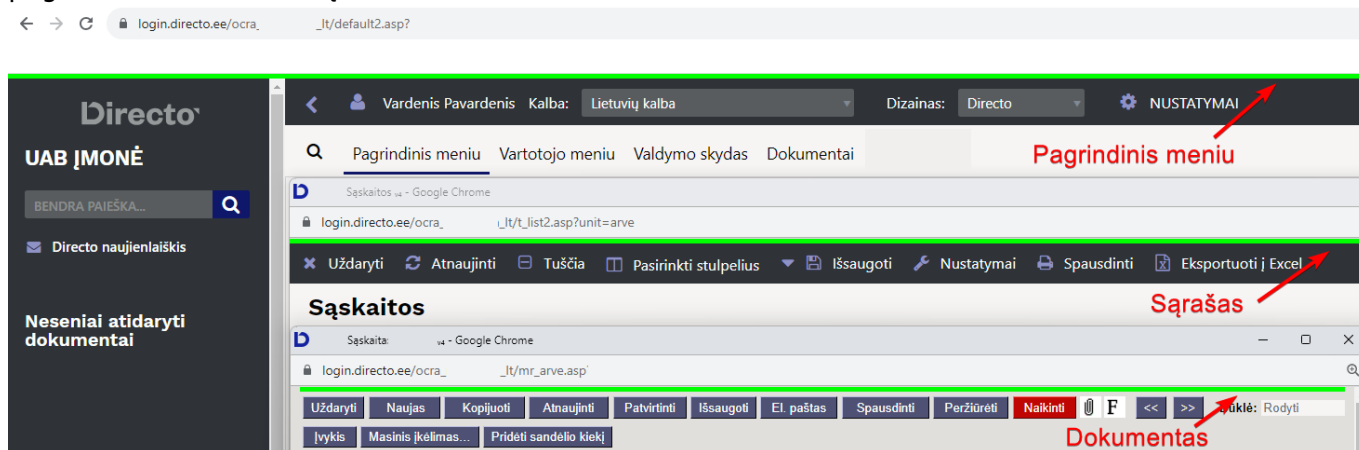 login.directo.ee/ocra_ _lt/default2.asp?
Directo
UAB ĮMONĖ
BENDRA PAIEŠKA...
Directo naujienlaiškis
Neseniai atidaryti
dokumentai
Vardenis Pavardenis Kalba: Lietuvių kalba Dizainas: Directo NUSTATYMAI
Pagrindinis meniu Vartotojo meniu Valdymo skydas Dokumentai
Pagrindinis meniu
Sąskaitos - Google Chrome
login.directo.ee/ocra_ _lt/t_list2.asp?unit=arve
Uždaryti Atnaujinti Tuščia Pasirinkti stulpelius Išsaugoti Nustatymai Spausdinti Eksportuoti į Excel
Sąskaitos
Sąrašas
Sąskaita: - Google Chrome
login.directo.ee/ocra_ _lt/mr_arve.asp
Uždaryti Naujas Kopijuoti Atnaujinti Patvirtinti Išsaugoti El. paštas Spausdinti Peržiūrėti Naikinti F << >> Rodyti
Įvykis Masinis įkėlimas... Pridėti sandėlio kiekį
Dokumentas